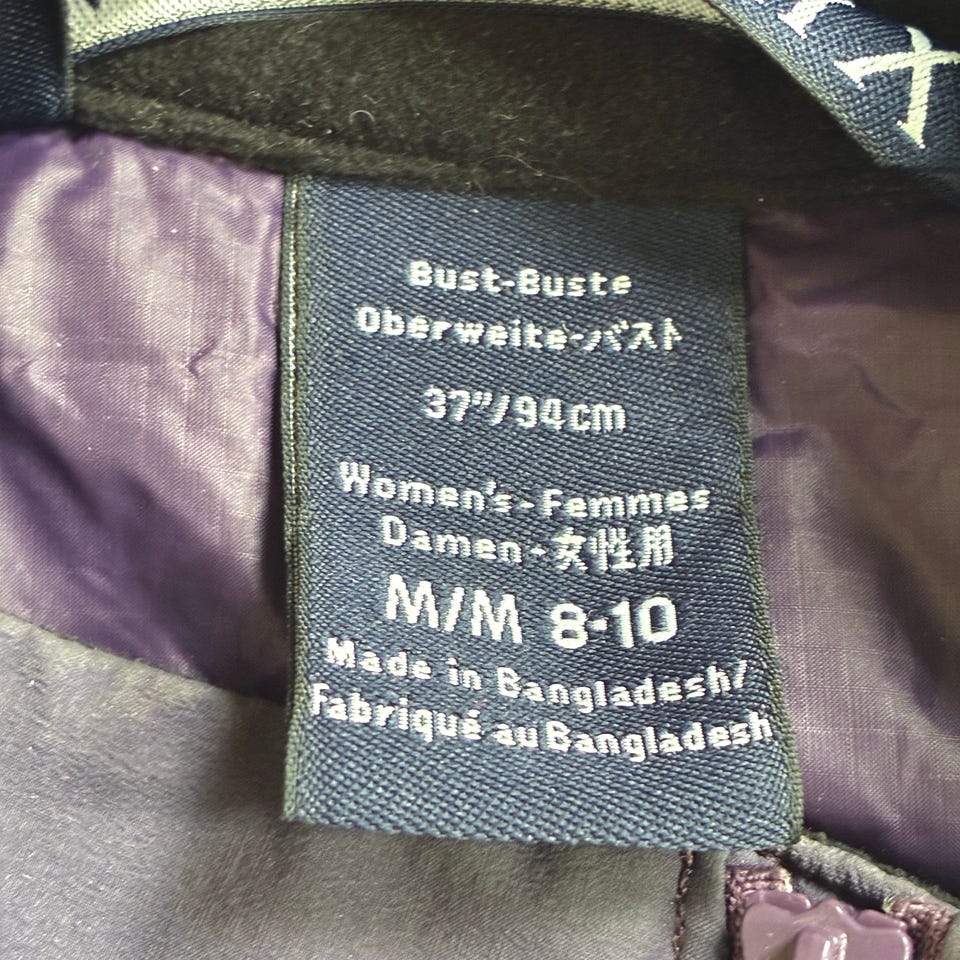 Bust-Buste
Oberweite-バスト
37"/94cm
Women's-Femmes
Damen-女性用
M/M 8-10
Made in Bangladesh/
Fabriqué au Bangladesh